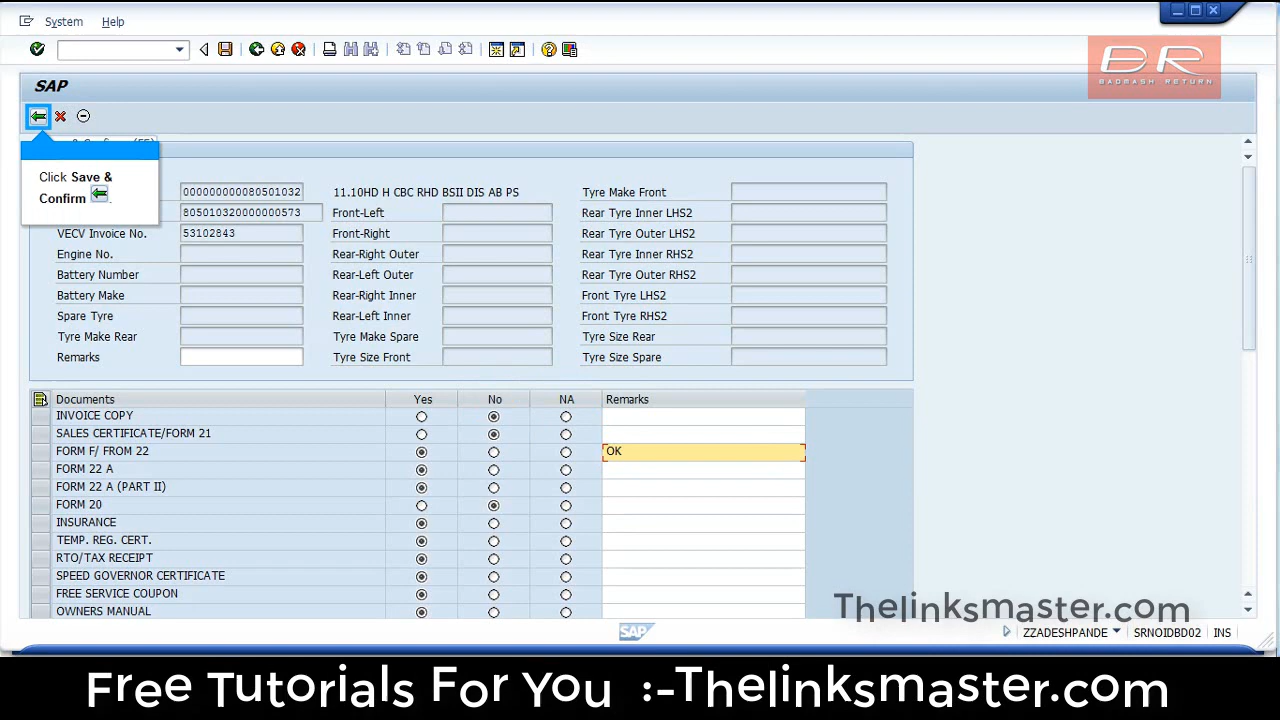 System Help
BR
BADMASH RETURN
SAP
& Confirm (F5)
Click Save &
Confirm
000000000080501032 11.10HD H CBC RHD BSII DIS AB PS Tyre Make Front
805010320000000573 Front-Left Rear Tyre Inner LHS2
VECV Invoice No. 53102843 Front-Right Rear Tyre Outer LHS2
Engine No. Rear-Right Outer Rear Tyre Inner RHS2
Battery Number Rear-Left Outer Rear Tyre Outer RHS2
Battery Make Rear-Right Inner Front Tyre LHS2
Spare Tyre Rear-Left Inner Front Tyre RHS2
Tyre Make Rear Tyre Make Spare Tyre Size Rear
Remarks Tyre Size Front Tyre Size Spare
Documents Yes No NA Remarks
INVOICE COPY
SALES CERTIFICATE/FORM 21
FORM F/ FROM 22 OK
FORM 22 A
FORM 22 A (PART II)
FORM 20
INSURANCE
TEMP. REG. CERT.
RTO/TAX RECEIPT
SPEED GOVERNOR CERTIFICATE
FREE SERVICE COUPON
OWNERS MANUAL
Thelinksmaster.com
SAP ZZADESHPANDE SRNO1DBD02 INS
Free Tutorials For You :-Thelinksmaster.com